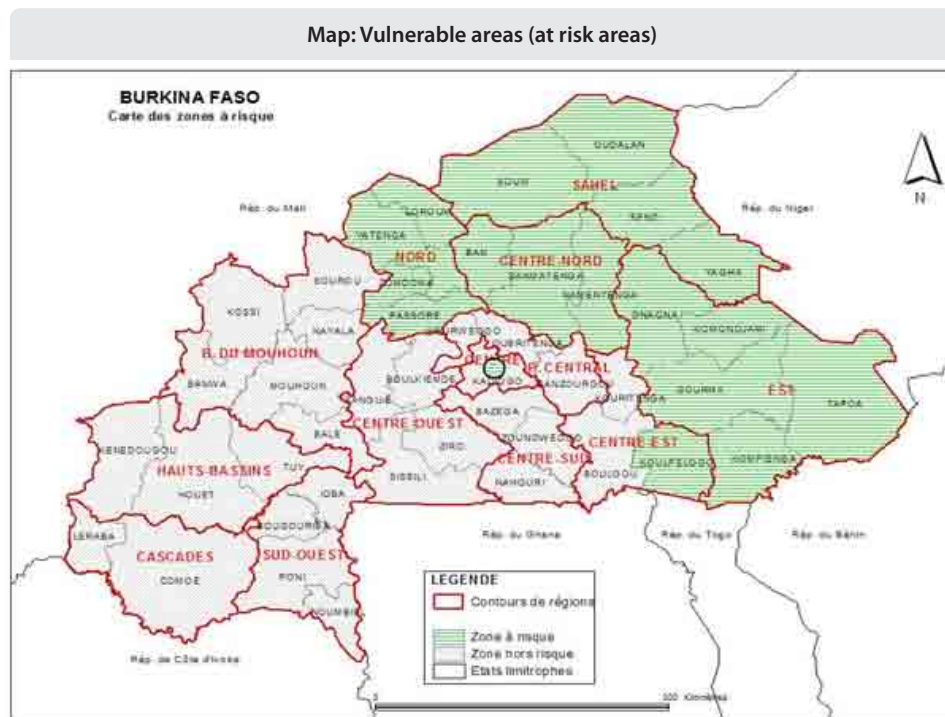 Map: Vulnerable areas (at risk areas)
BURKINA FASO
Carte des zones à risque
N
OUDALAN
SOUM
SAHEL
SENO
YAGHA
Rép. du Mali
Rép. du Niger
LOROUM
YATENGA
NORD
ZONDOMA
PASSORE
BAM
CENTRE NORD
SANMATENGA
NAMENTENGA
GNAGNA
KOMONDJARI
EST
GOURMA
TAPOA
KOMPIENGA
SOUROU
KOSSI
NAYALA
B. DU MOUHOUN
BANWA
MOUHOUN
BALE
KOURWEOGO
OUBRITENGA
CENTRE
KADIOGO
P. CENTRAL
GANZOURGOU
KOURITENGA
BOULKIEMDE
SANGUIE
CENTRE OUEST
ZIRO
SISSILI
BAZEGA
ZOUNDWEOGO
CENTRE SUD
NAHOURI
CENTRE EST
BOULGOU
KOULPELOGO
KENEDOUGOU
HAUTS BASSINS
TUY
HOUET
IOBA
BOUGOURIBA
LERABA
CASCADES
COMOE
SUD OUEST
PONI
NOUMBIEL
Rép. du Ghana
Rép. du Togo
Rép. du Bénin
Rép. de Côte d'Ivoire
LEGENDE
Contours de régions
Zone à risque
Zone hors risque
Etats limitrophes